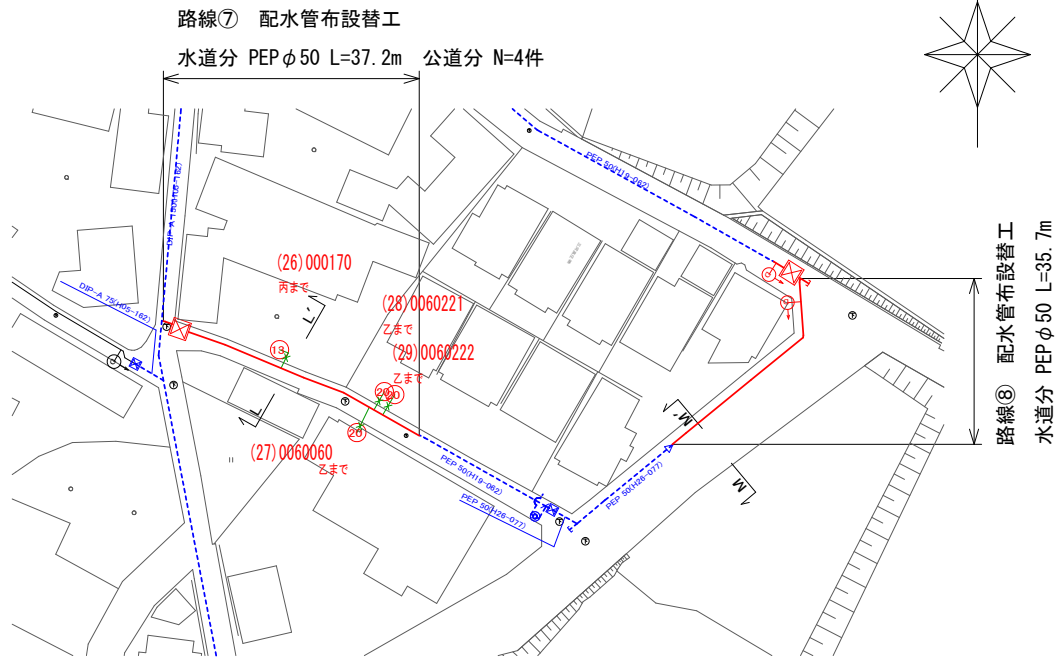 路線⑦ 配水管布設替工
水道分 PEPφ50 L=37.2m 公道分 N=4件
PEP 50(H19-062)
DIP-A 75(H05-162)
(26)000170
丙まで
L'
(28)0060221
乙まで
(29)0060222
乙まで
13
20
20
20
L
(27)0060060
乙まで
PEP 50(H19-062)
PEP 50(H26-077)
PEP 50(H26-077)
M'
M
路線⑧ 配水管布設替工
水道分 PEPφ50 L=35.7m